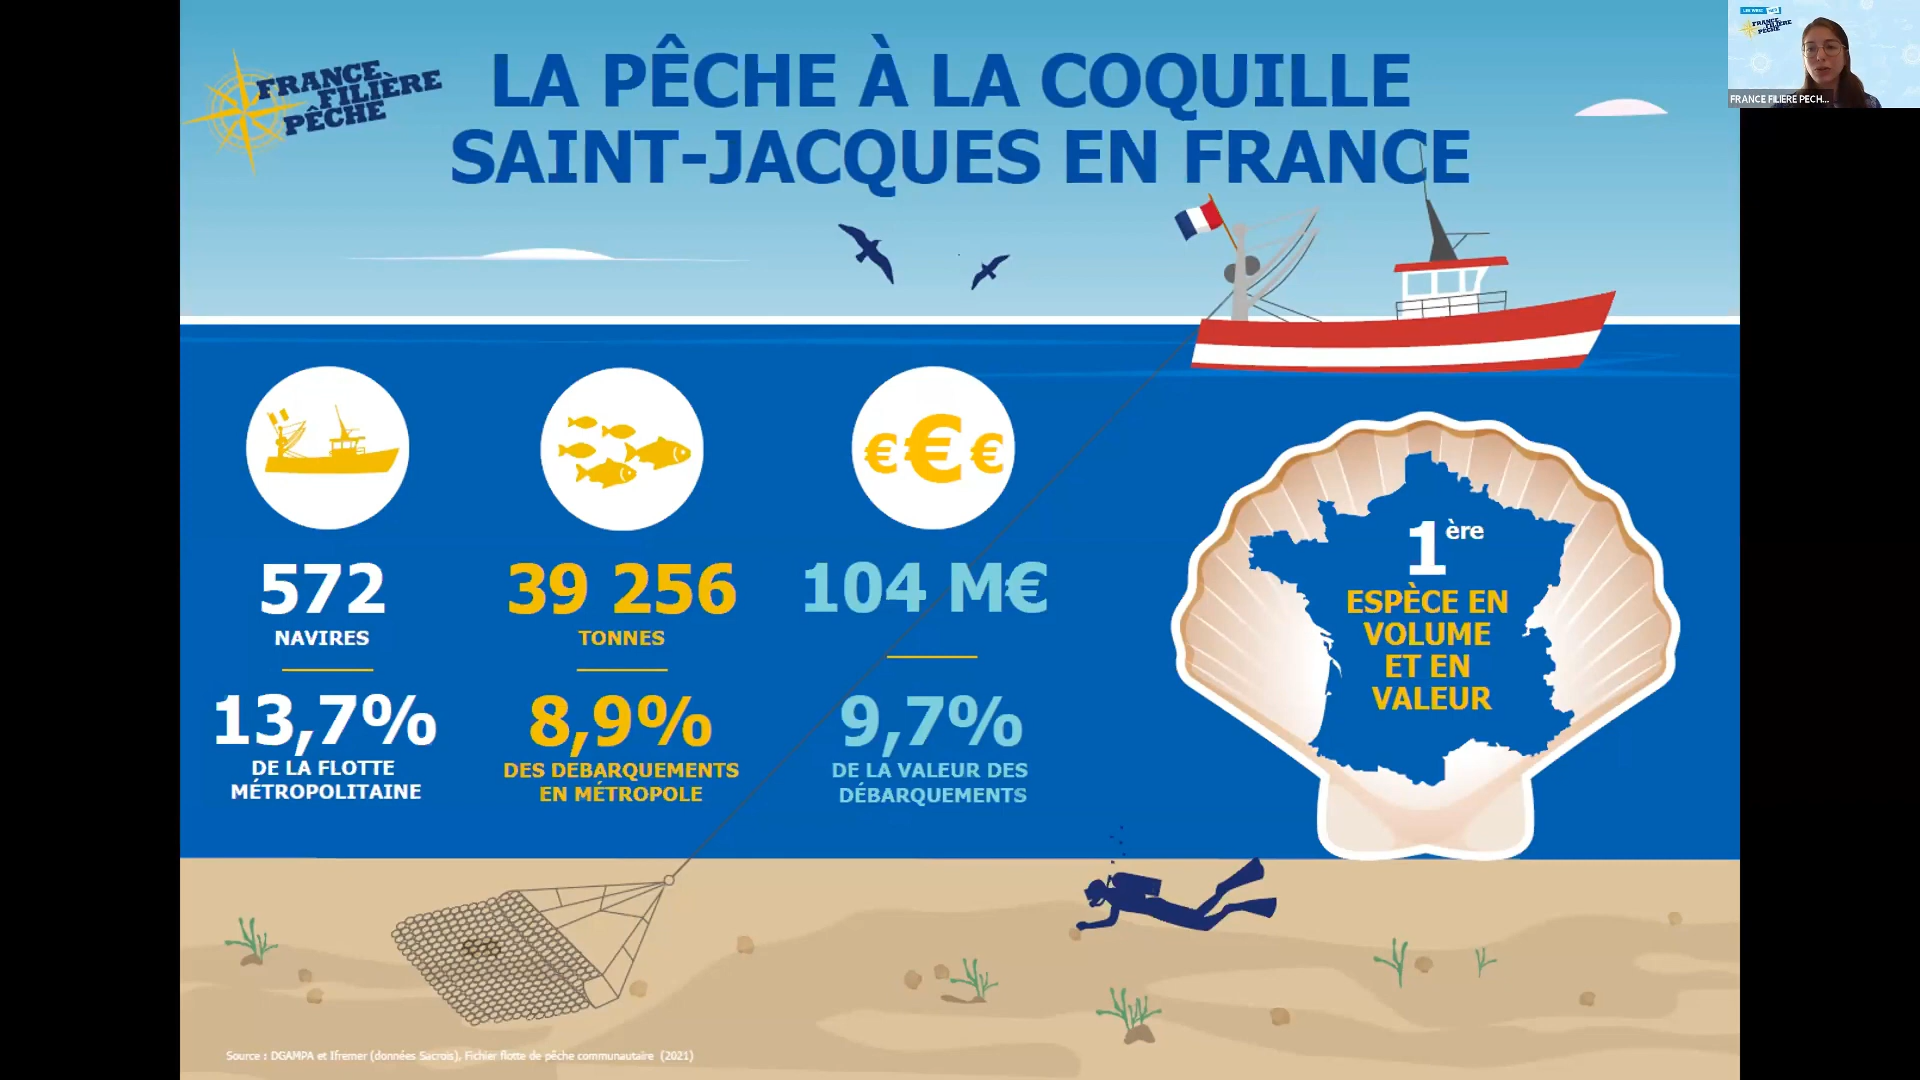 FRANCE
FILIÈRE
PÊCHE
LA PÊCHE À LA COQUILLE
SAINT-JACQUES EN FRANCE
FRANCE
FILIÈRE
PÊCHE
FRANCE FILIERE PECH...
€€€
572
NAVIRES
13,7%
DE LA FLOTTE
MÉTROPOLITAINE
39 256
TONNES
8,9%
DES DEBARQUEMENTS
EN MÉTROPOLE
104 M€
9,7%
DE LA VALEUR DES
DÉBARQUEMENTS
1ère
ESPÈCE EN
VOLUME
ET EN
VALEUR
Source : DGAMPA et Ifremer (données Sacrois), Fichier flotte de pêche communautaire (2021)